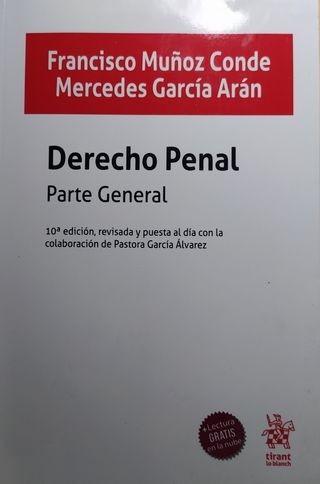 Francisco Muñoz Conde
Mercedes García Arán
Derecho Penal
Parte General
10ª edición, revisada y puesta al día con la
colaboración de Pastora García Álvarez
+Lectura
GRATIS
en la nube
tirant
lo blanch